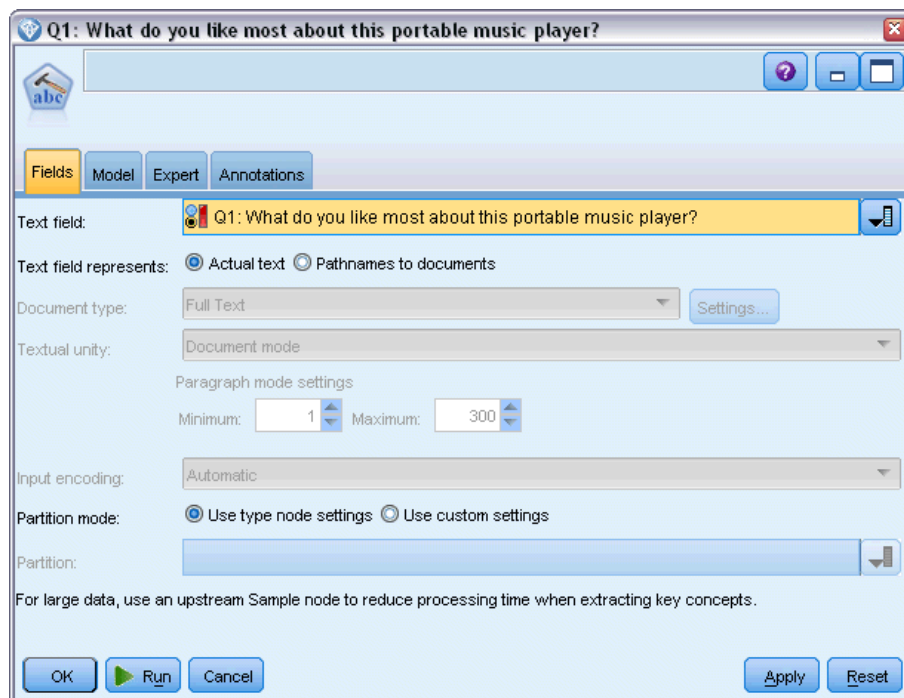 Q1: What do you like most about this portable music player?
abc
Fields Model Expert Annotations
Text field: Q1: What do you like most about this portable music player?
Text field represents: Actual text Pathnames to documents
Document type: Full Text Settings...
Textual unity: Document mode
Paragraph mode settings
Minimum: 1 Maximum: 300
Input encoding: Automatic
Partition mode: Use type node settings Use custom settings
Partition:
For large data, use an upstream Sample node to reduce processing time when extracting key concepts.
OK Run Cancel Apply Reset